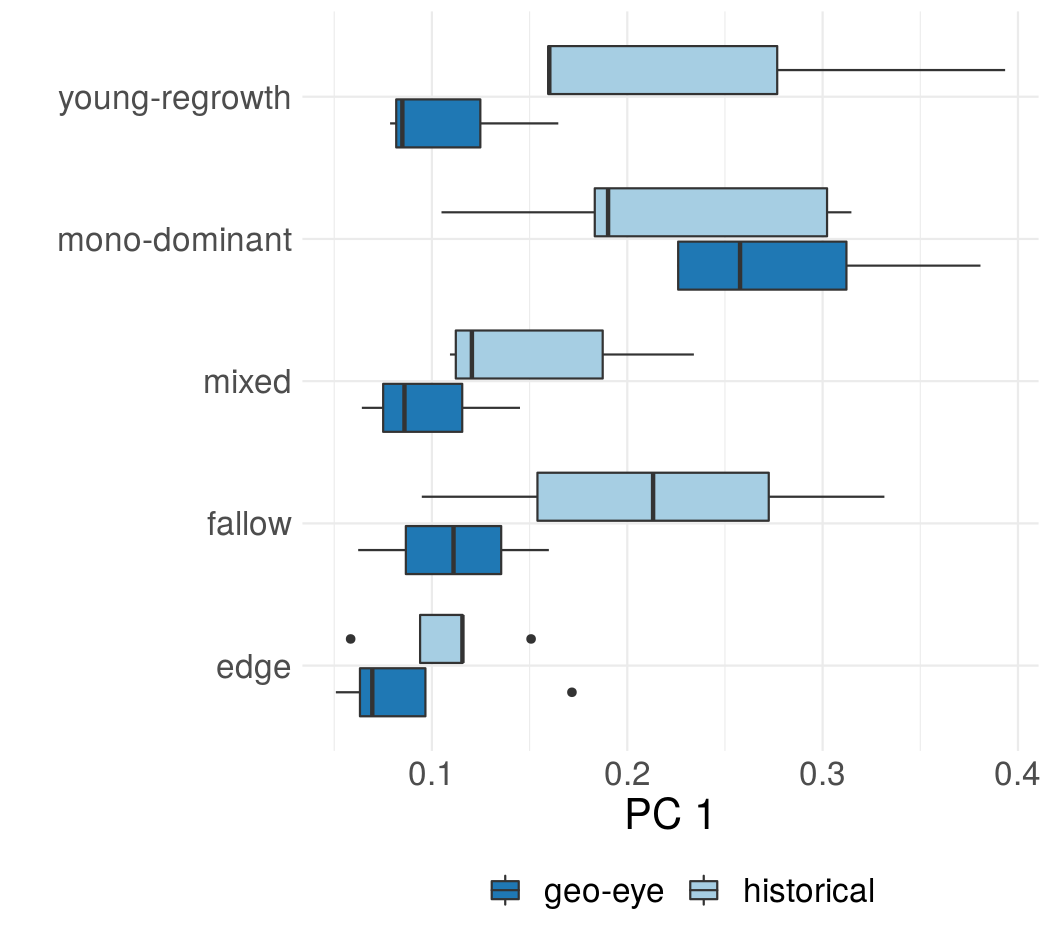 young-regrowth
mono-dominant
mixed
fallow
edge
0.1 0.2 0.3 0.4
PC 1
geo-eye historical